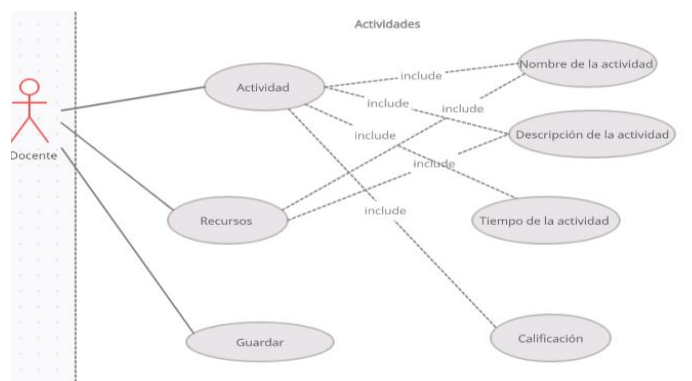 Actividades
Nombre de la actividad
include
Actividad
include
include
Descripción de la actividad
include
Docente
include
Recursos
include
Tiempo de la actividad
Guardar
Calificación